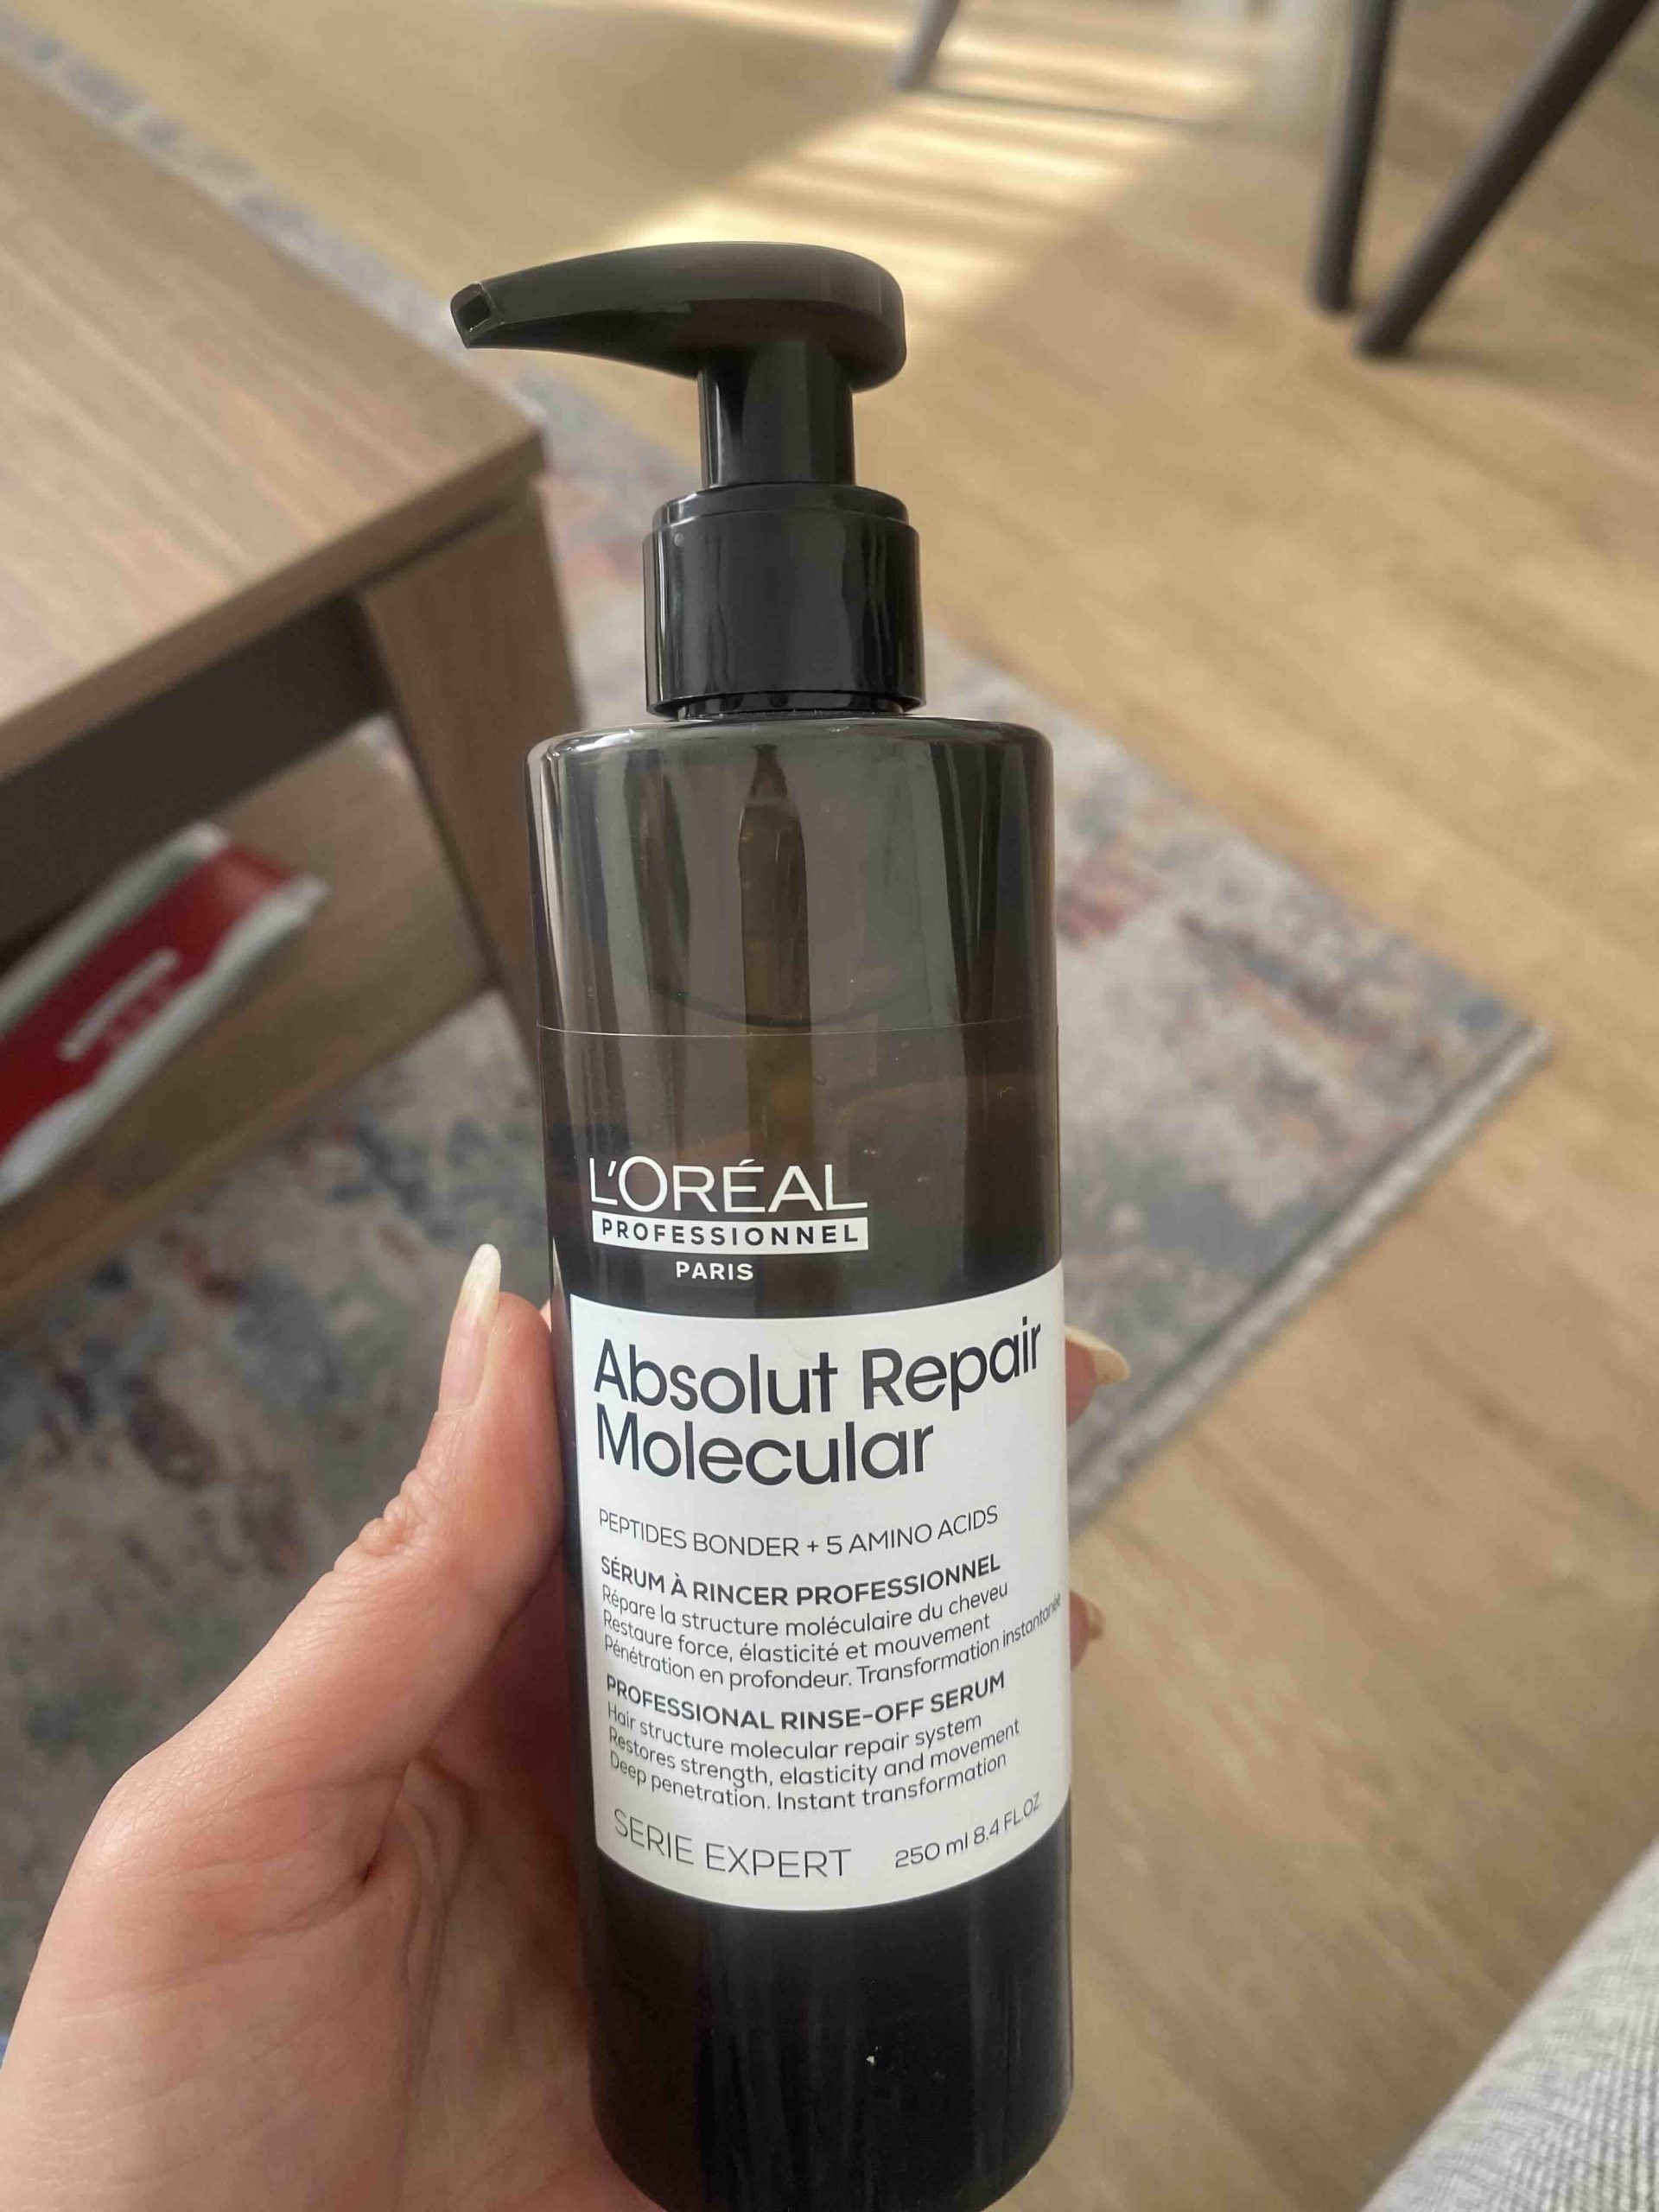 L'ORÉAL
PROFESSIONNEL
PARIS
Absolut Repair
Molecular
PEPTIDES BONDER + 5 AMINO ACIDS
SÉRUM À RINCER PROFESSIONNEL
Répare la structure moléculaire du cheveu
Restaure force, élasticité et mouvement
Pénétration en profondeur. Transformation instantanée
PROFESSIONAL RINSE-OFF SERUM
Hair structure molecular repair system
Restores strength, elasticity and movement
Deep penetration. Instant transformation
SERIE EXPERT 250 ml 8.4 FL.OZ.